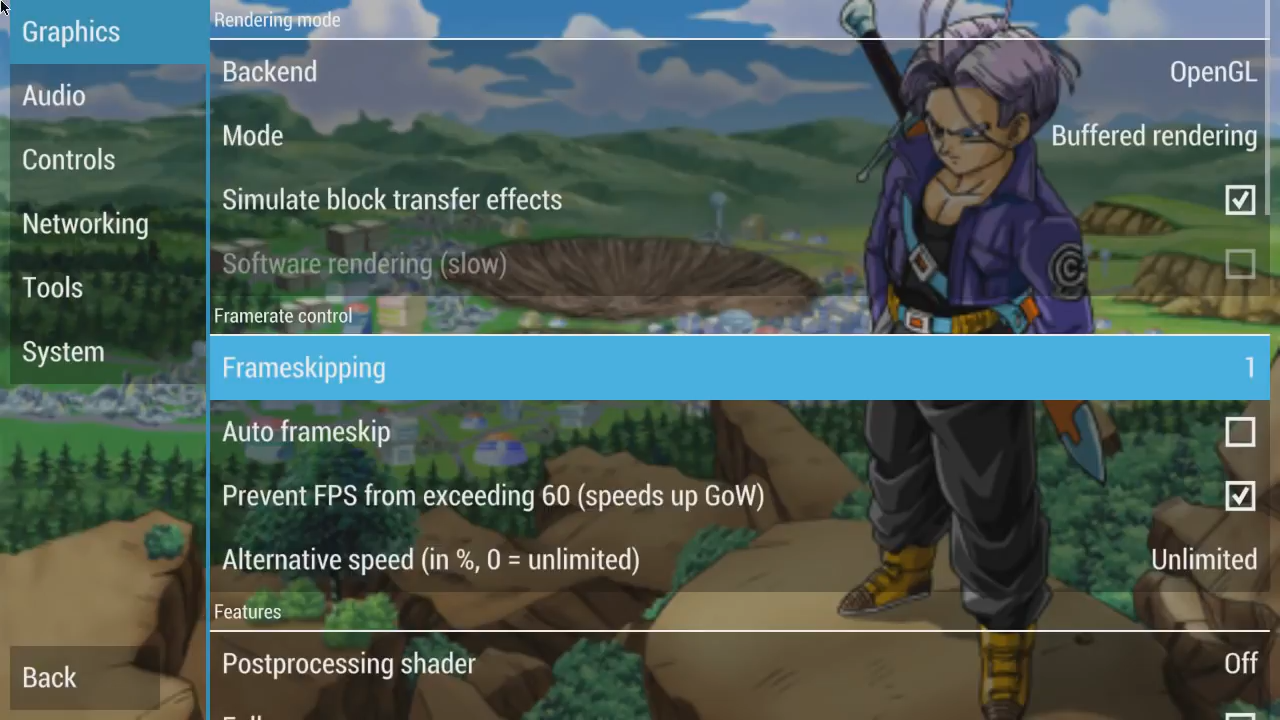 Graphics
Audio
Controls
Networking
Tools
System
Back
Rendering mode
Backend OpenGL
Mode Buffered rendering
Simulate block transfer effects
Software rendering (slow)
Framerate control
Frameskipping 1
Auto frameskip
Prevent FPS from exceeding 60 (speeds up GoW)
Alternative speed (in %, 0 = unlimited) Unlimited
Features
Postprocessing shader Off